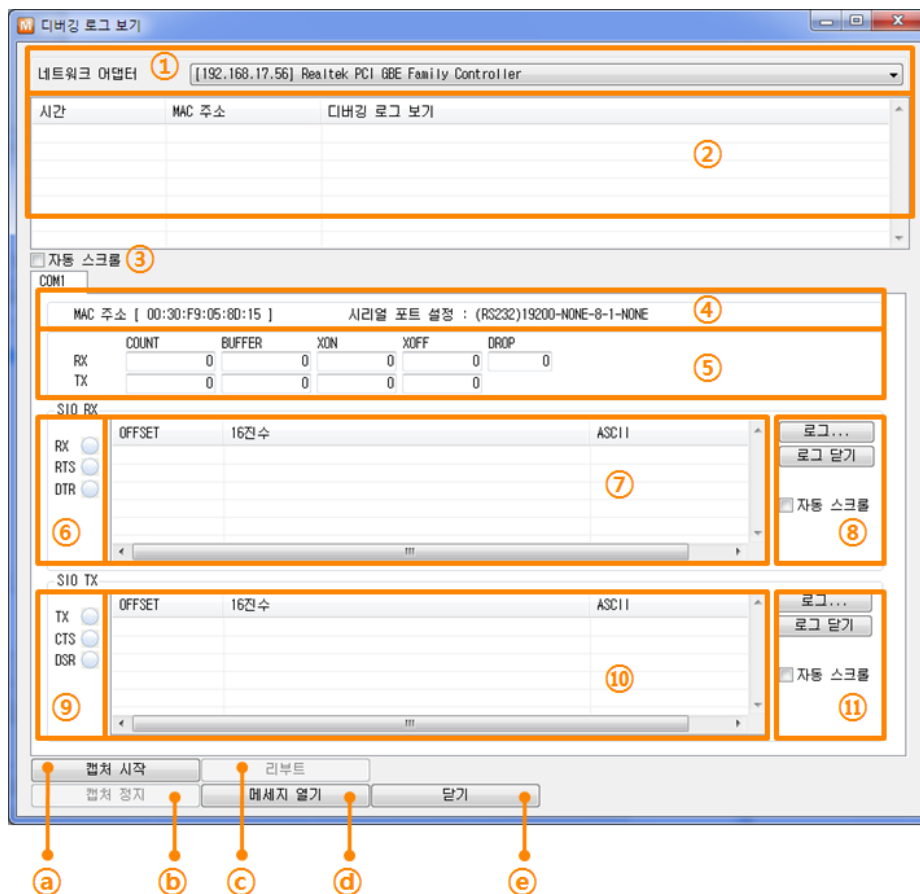 디버깅 로그 보기
네트워크 어댑터 ① [192.168.17.56] Realtek PCI GBE Family Controller
시간 MAC 주소 디버깅 로그 보기
②
자동 스크롤 ③
COM1
MAC 주소 [ 00:30:F9:05:8D:15 ] 시리얼 포트 설정 : (RS232)19200-NONE-8-1-NONE ④
COUNT BUFFER XON XOFF DROP
RX 0 0 0 0 0 ⑤
TX 0 0 0 0
SIO RX
OFFSET 16진수 ASCII 로그...
RX
로그 닫기
RTS
DTR ⑦
자동 스크롤
⑥ ⑧
SIO TX
OFFSET 16진수 ASCII 로그...
TX
로그 닫기
CTS
DSR
자동 스크롤
⑨ ⑩ ⑪
캡처 시작 리부트
캡처 정지 메세지 열기 닫기
ⓐ ⓑ ⓒ ⓓ ⓔ